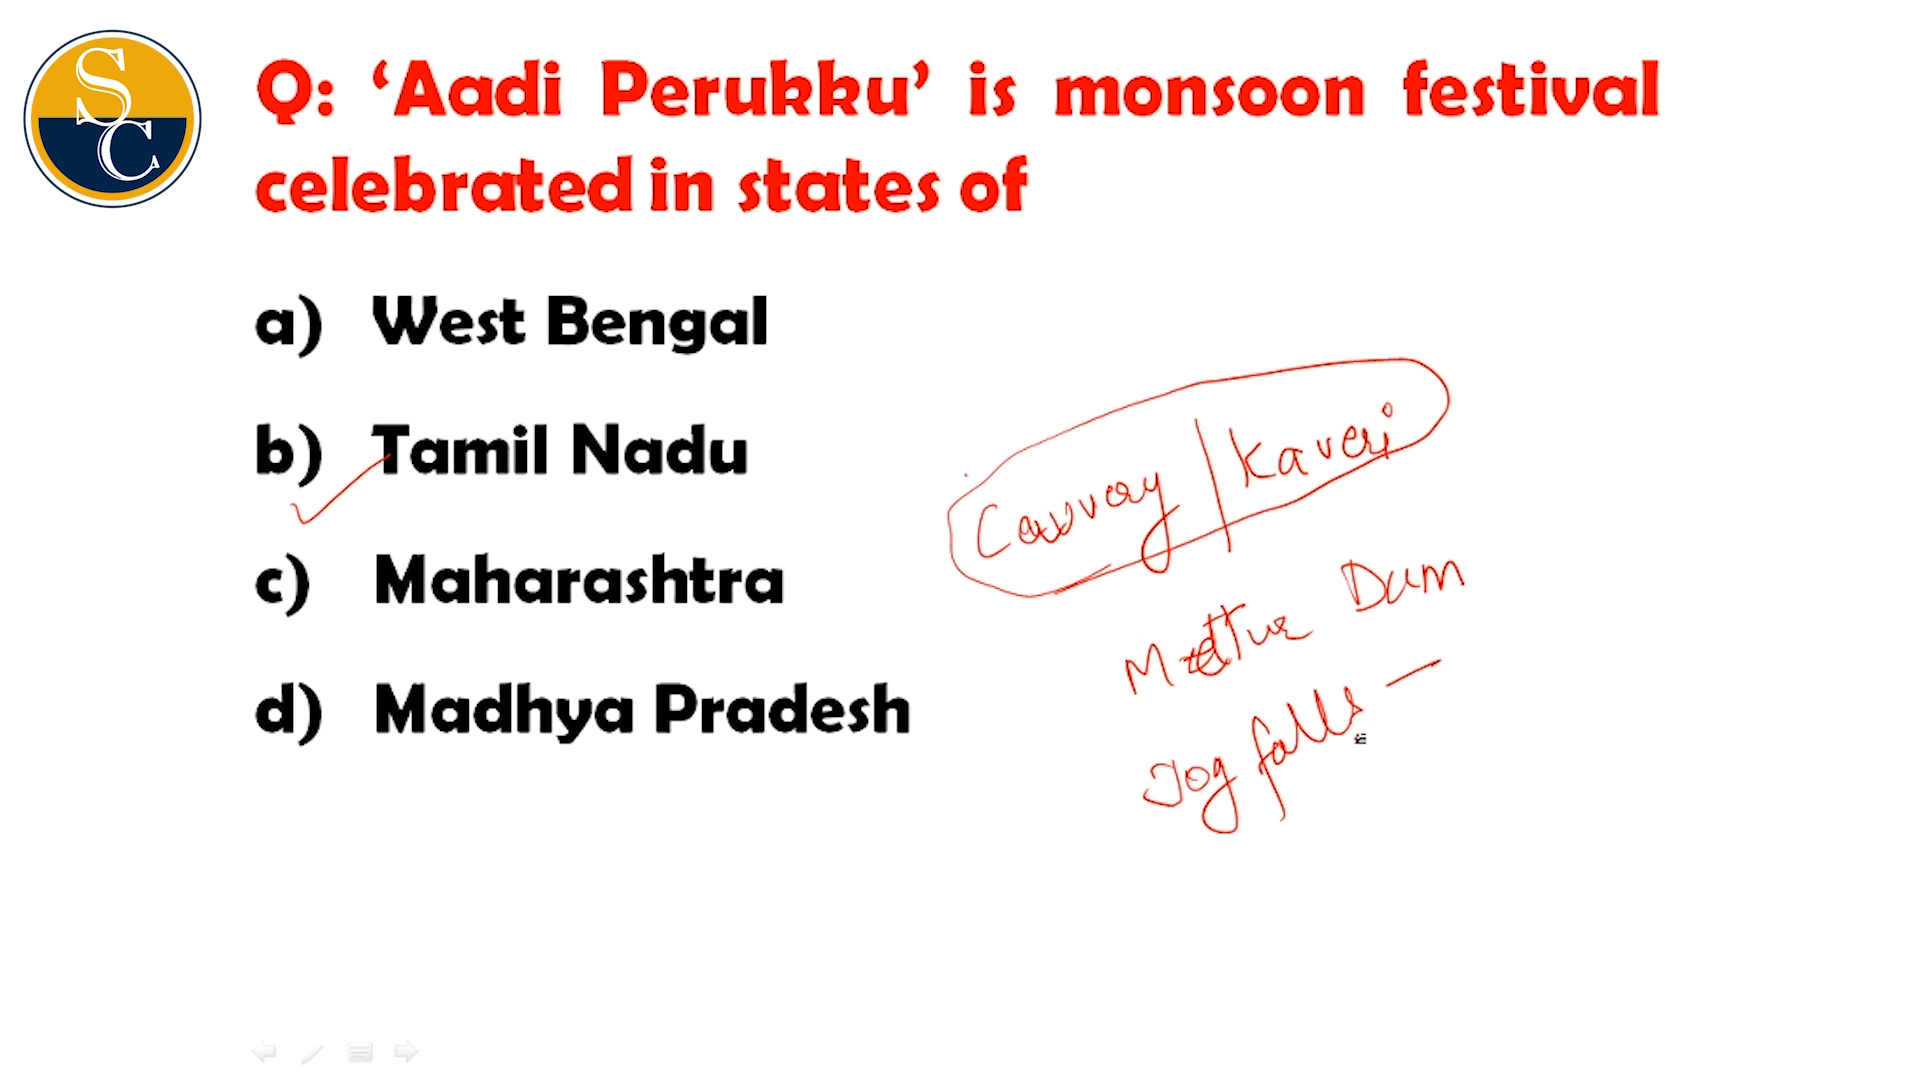 SC
Q: ‘Aadi Perukku’ is monsoon festival
celebrated in states of
a) West Bengal
b) Tamil Nadu
c) Maharashtra
d) Madhya Pradesh
Cauvery | Kaveri
Mettur Dam
Jog falls –